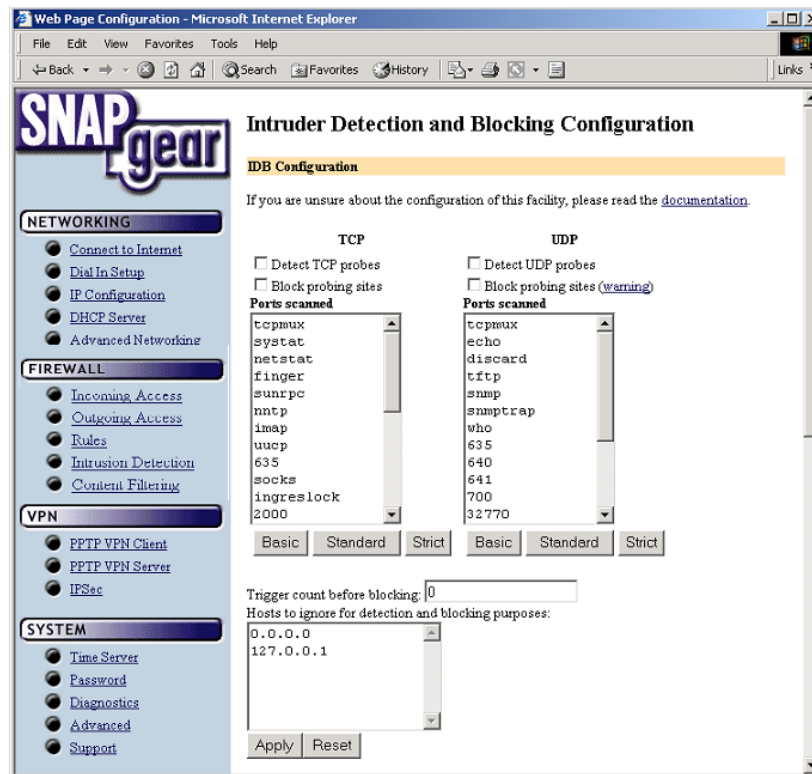 Web Page Configuration - Microsoft Internet Explorer
File Edit View Favorites Tools Help
Back Search Favorites History Links
SNAP
gear
NETWORKING
Connect to Internet
Dial In Setup
IP Configuration
DHCP Server
Advanced Networking
FIREWALL
Incoming Access
Outgoing Access
Rules
Intrusion Detection
Content Filtering
VPN
PPTP VPN Client
PPTP VPN Server
IPSec
SYSTEM
Time Server
Password
Diagnostics
Advanced
Support
Intruder Detection and Blocking Configuration
IDB Configuration
If you are unsure about the configuration of this facility, please read the documentation.
TCP
Detect TCP probes
Block probing sites
Ports scanned
tcpmux
systat
netstat
finger
sunrpc
nntp
imap
uucp
635
socks
ingreslock
2000
Basic Standard Strict
UDP
Detect UDP probes
Block probing sites (warning)
tcpmux
echo
discard
tftp
snmp
snmptrap
who
635
640
641
700
32770
Basic Standard Strict
Ports scanned
Trigger count before blocking: 0
Hosts to ignore for detection and blocking purposes:
0.0.0.0
127.0.0.1
Apply Reset